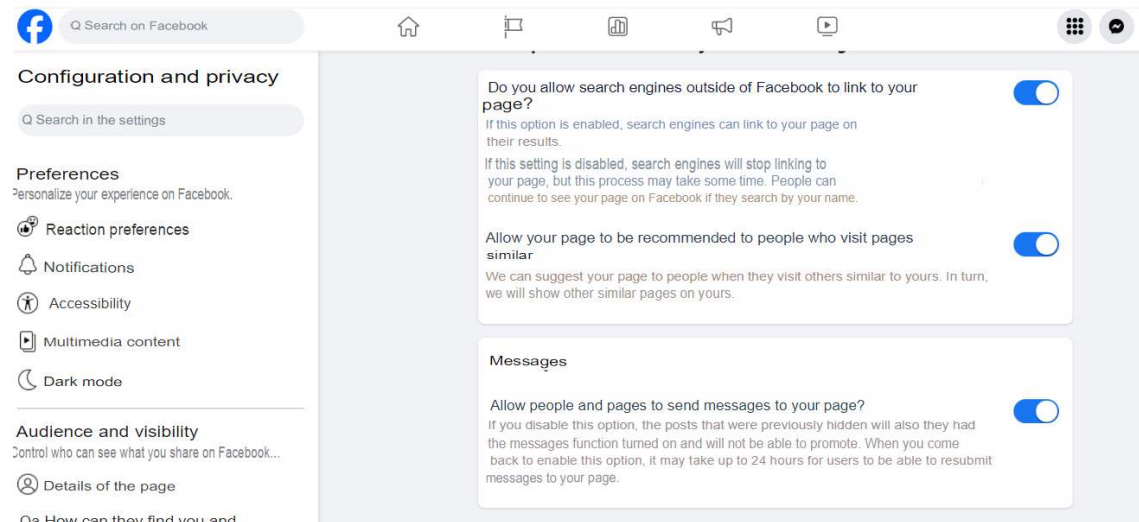 Search on Facebook
Configuration and privacy
Search in the settings
Preferences
Personalize your experience on Facebook.
Reaction preferences
Notifications
Accessibility
Multimedia content
Dark mode
Audience and visibility
Control who can see what you share on Facebook...
Details of the page
How can they find you and
Do you allow search engines outside of Facebook to link to your
page?
If this option is enabled, search engines can link to your page on
their results.
If this setting is disabled, search engines will stop linking to
your page, but this process may take some time. People can
continue to see your page on Facebook if they search by your name.
Allow your page to be recommended to people who visit pages
similar
We can suggest your page to people when they visit others similar to yours. In turn,
we will show other similar pages on yours.
Messages
Allow people and pages to send messages to your page?
If you disable this option, the posts that were previously hidden will also they had
the messages function turned on and will not be able to promote. When you come
back to enable this option, it may take up to 24 hours for users to be able to resubmit
messages to your page.